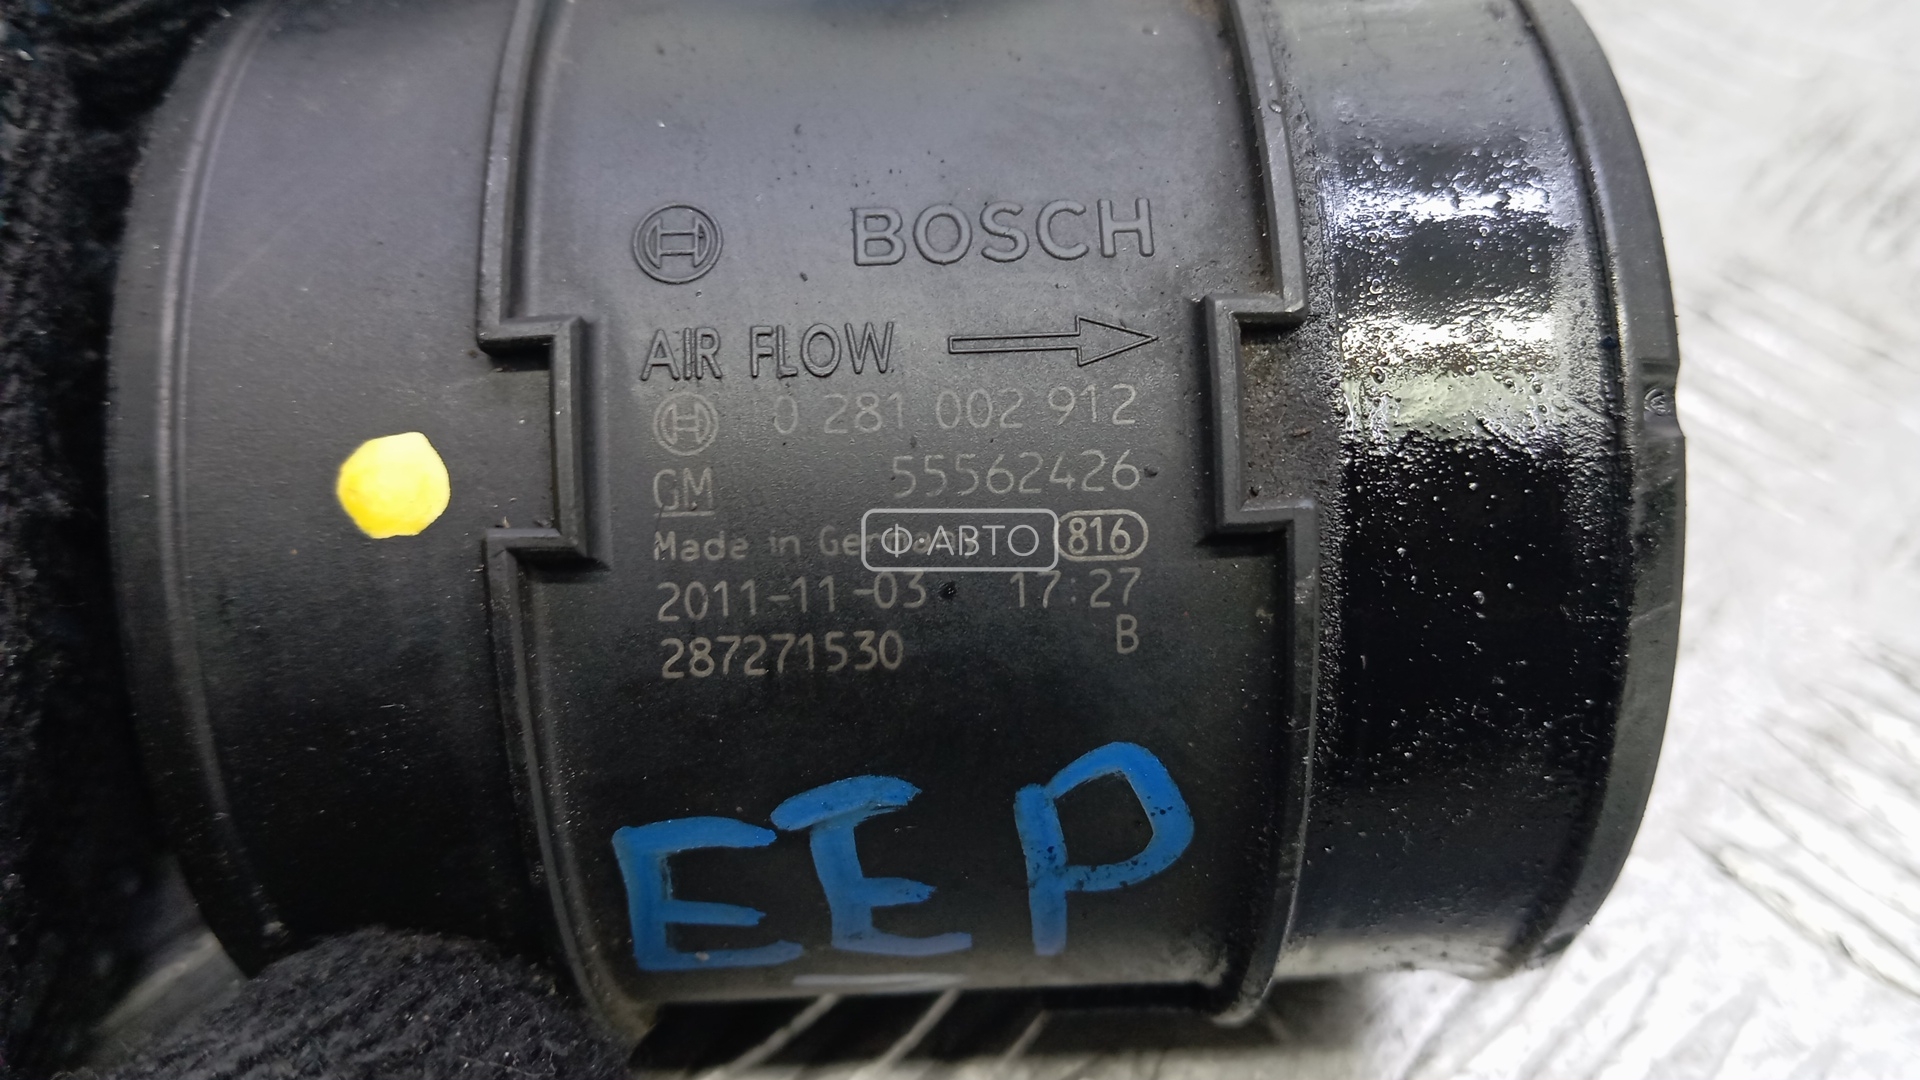 BOSCH
AIR FLOW
0 281 002 912
GM 55562426
Made in Germany 816
Ф·АВТО
2011-11-03 17:27
287271530 B
EEP